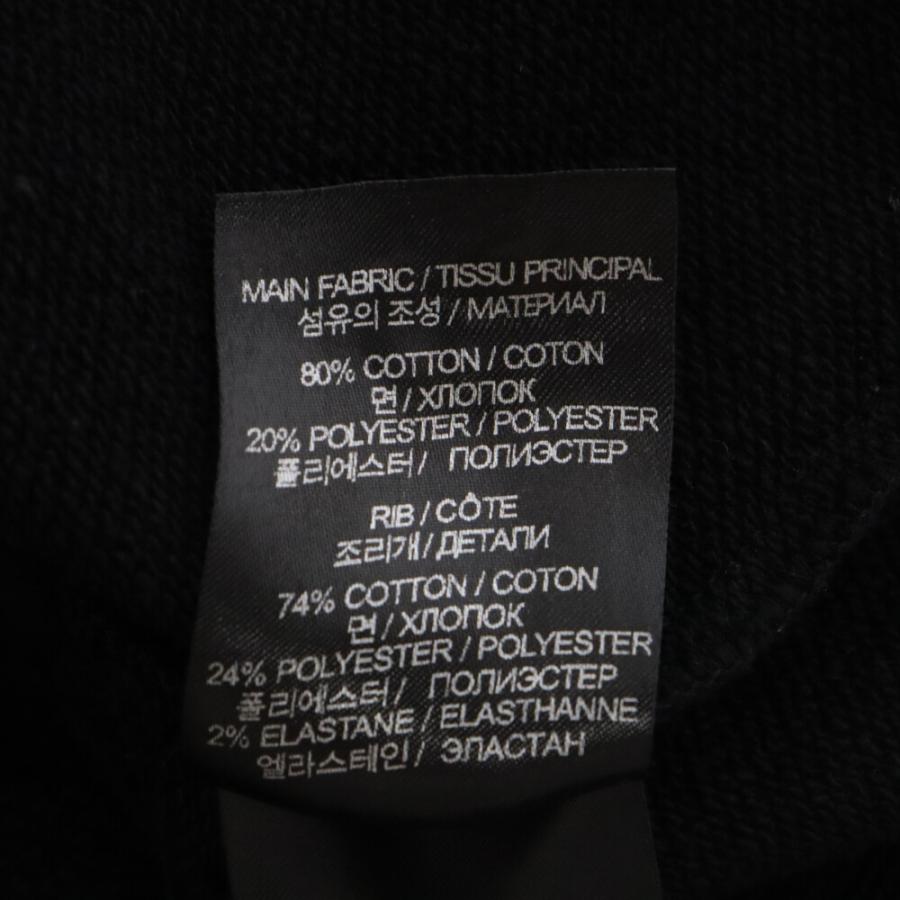 MAIN FABRIC / TISSU PRINCIPAL
섬유의 조성 / МАТЕРИАЛ
80% COTTON / COTON
면 / ХЛОПОК
20% POLYESTER / POLYESTER
폴리에스터 / ПОЛИЭСТЕР
RIB / CÔTE
조리개 / ДЕТАЛИ
74% COTTON / COTON
면 / ХЛОПОК
24% POLYESTER / POLYESTER
폴리에스터 / ПОЛИЭСТЕР
2% ELASTANE / ELASTHANNE
엘라스테인 / ЭЛАСТАН